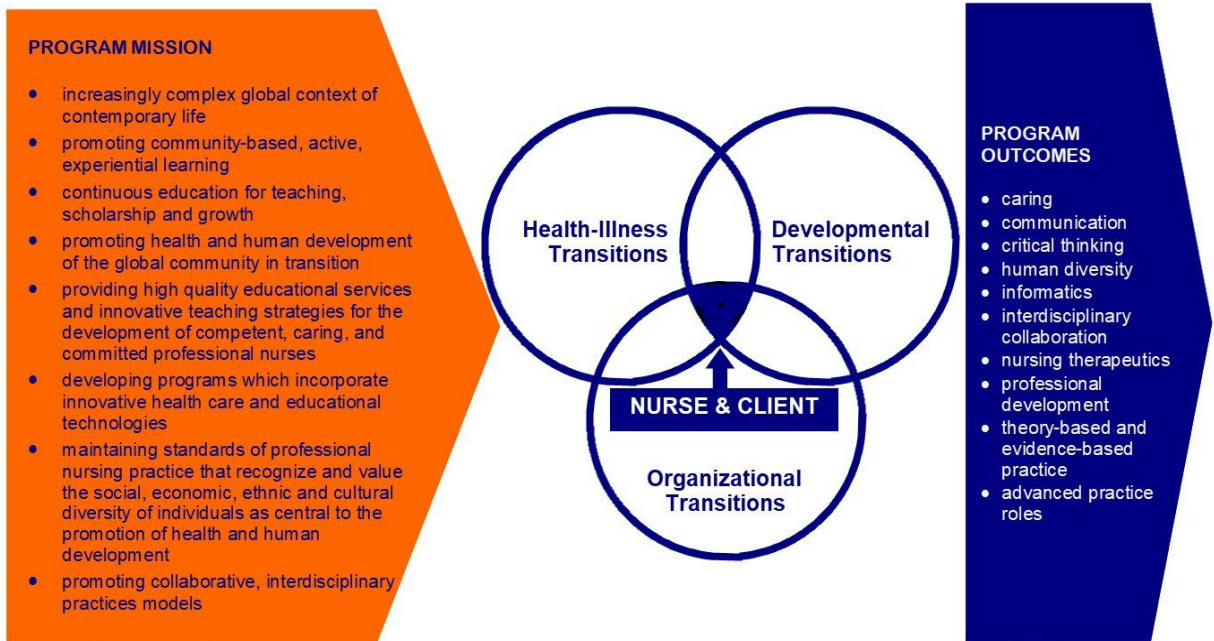 PROGRAM MISSION
• increasingly complex global context of
contemporary life
• promoting community-based, active,
experiential learning
• continuous education for teaching,
scholarship and growth
• promoting health and human development
of the global community in transition
• providing high quality educational services
and innovative teaching strategies for the
development of competent, caring, and
committed professional nurses
• developing programs which incorporate
innovative health care and educational
technologies
• maintaining standards of professional
nursing practice that recognize and value
the social, economic, ethnic and cultural
diversity of individuals as central to the
promotion of health and human
development
• promoting collaborative, interdisciplinary
practices models
Health-Illness
Transitions
Developmental
Transitions
NURSE & CLIENT
Organizational
Transitions
PROGRAM
OUTCOMES
• caring
• communication
• critical thinking
• human diversity
• informatics
• interdisciplinary
collaboration
• nursing therapeutics
• professional
development
• theory-based and
evidence-based
practice
• advanced practice
roles